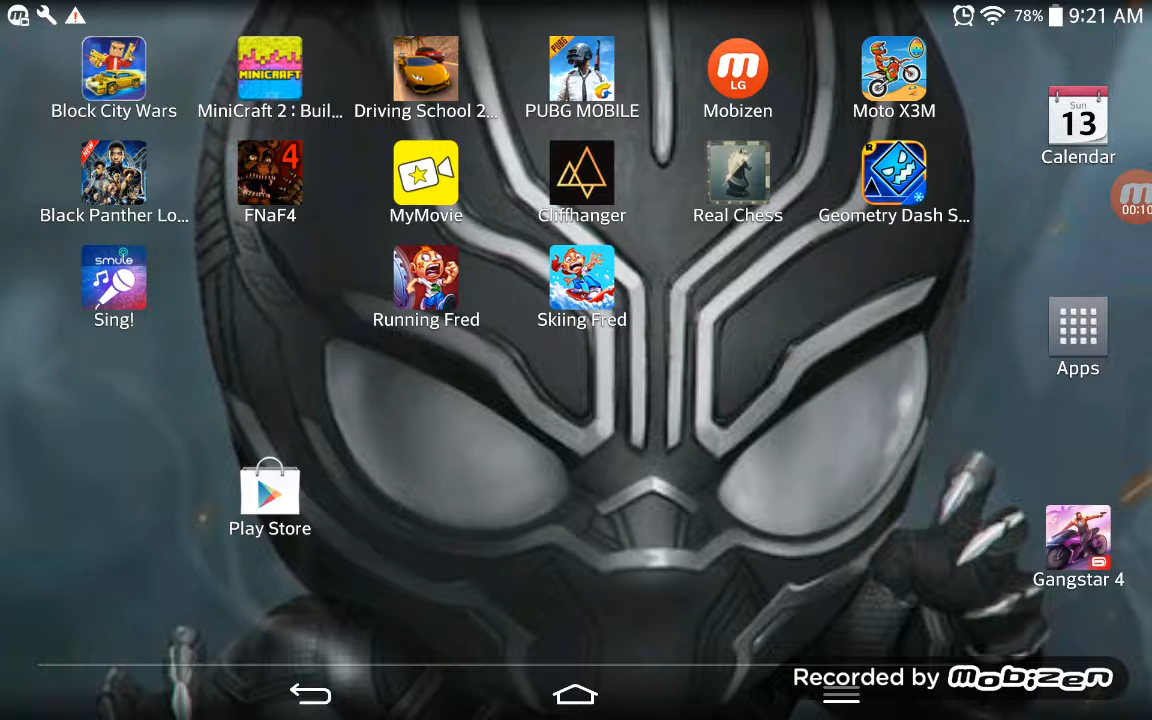 78% 9:21 AM
Block City Wars
MINICRAFT
MiniCraft 2 : Buil...
Driving School 2...
PUBG
PUBG MOBILE
m
LG
Mobizen
Moto X3M
Sun
13
Calendar
NEW
Black Panther Lo...
4
FNaF4
MyMovie
Cliffhanger
Real Chess
R
Geometry Dash S...
m
00:10
smule
Sing!
Running Fred
Skiing Fred
Apps
Play Store
Gangstar 4
Recorded by Mobizen